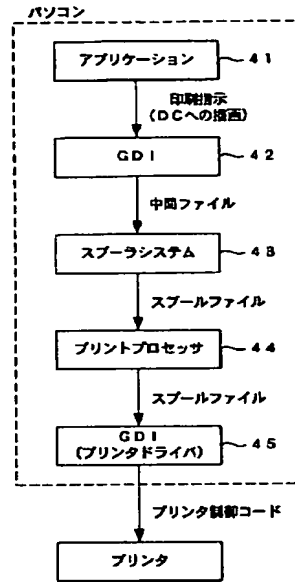 パソコン
アプリケーション 41
印刷指示
(DCへの描画)
GDI 42
中間ファイル
スプーラシステム 43
スプールファイル
プリントプロセッサ 44
スプールファイル
GDI 45
(プリンタドライバ)
プリンタ制御コード
プリンタ